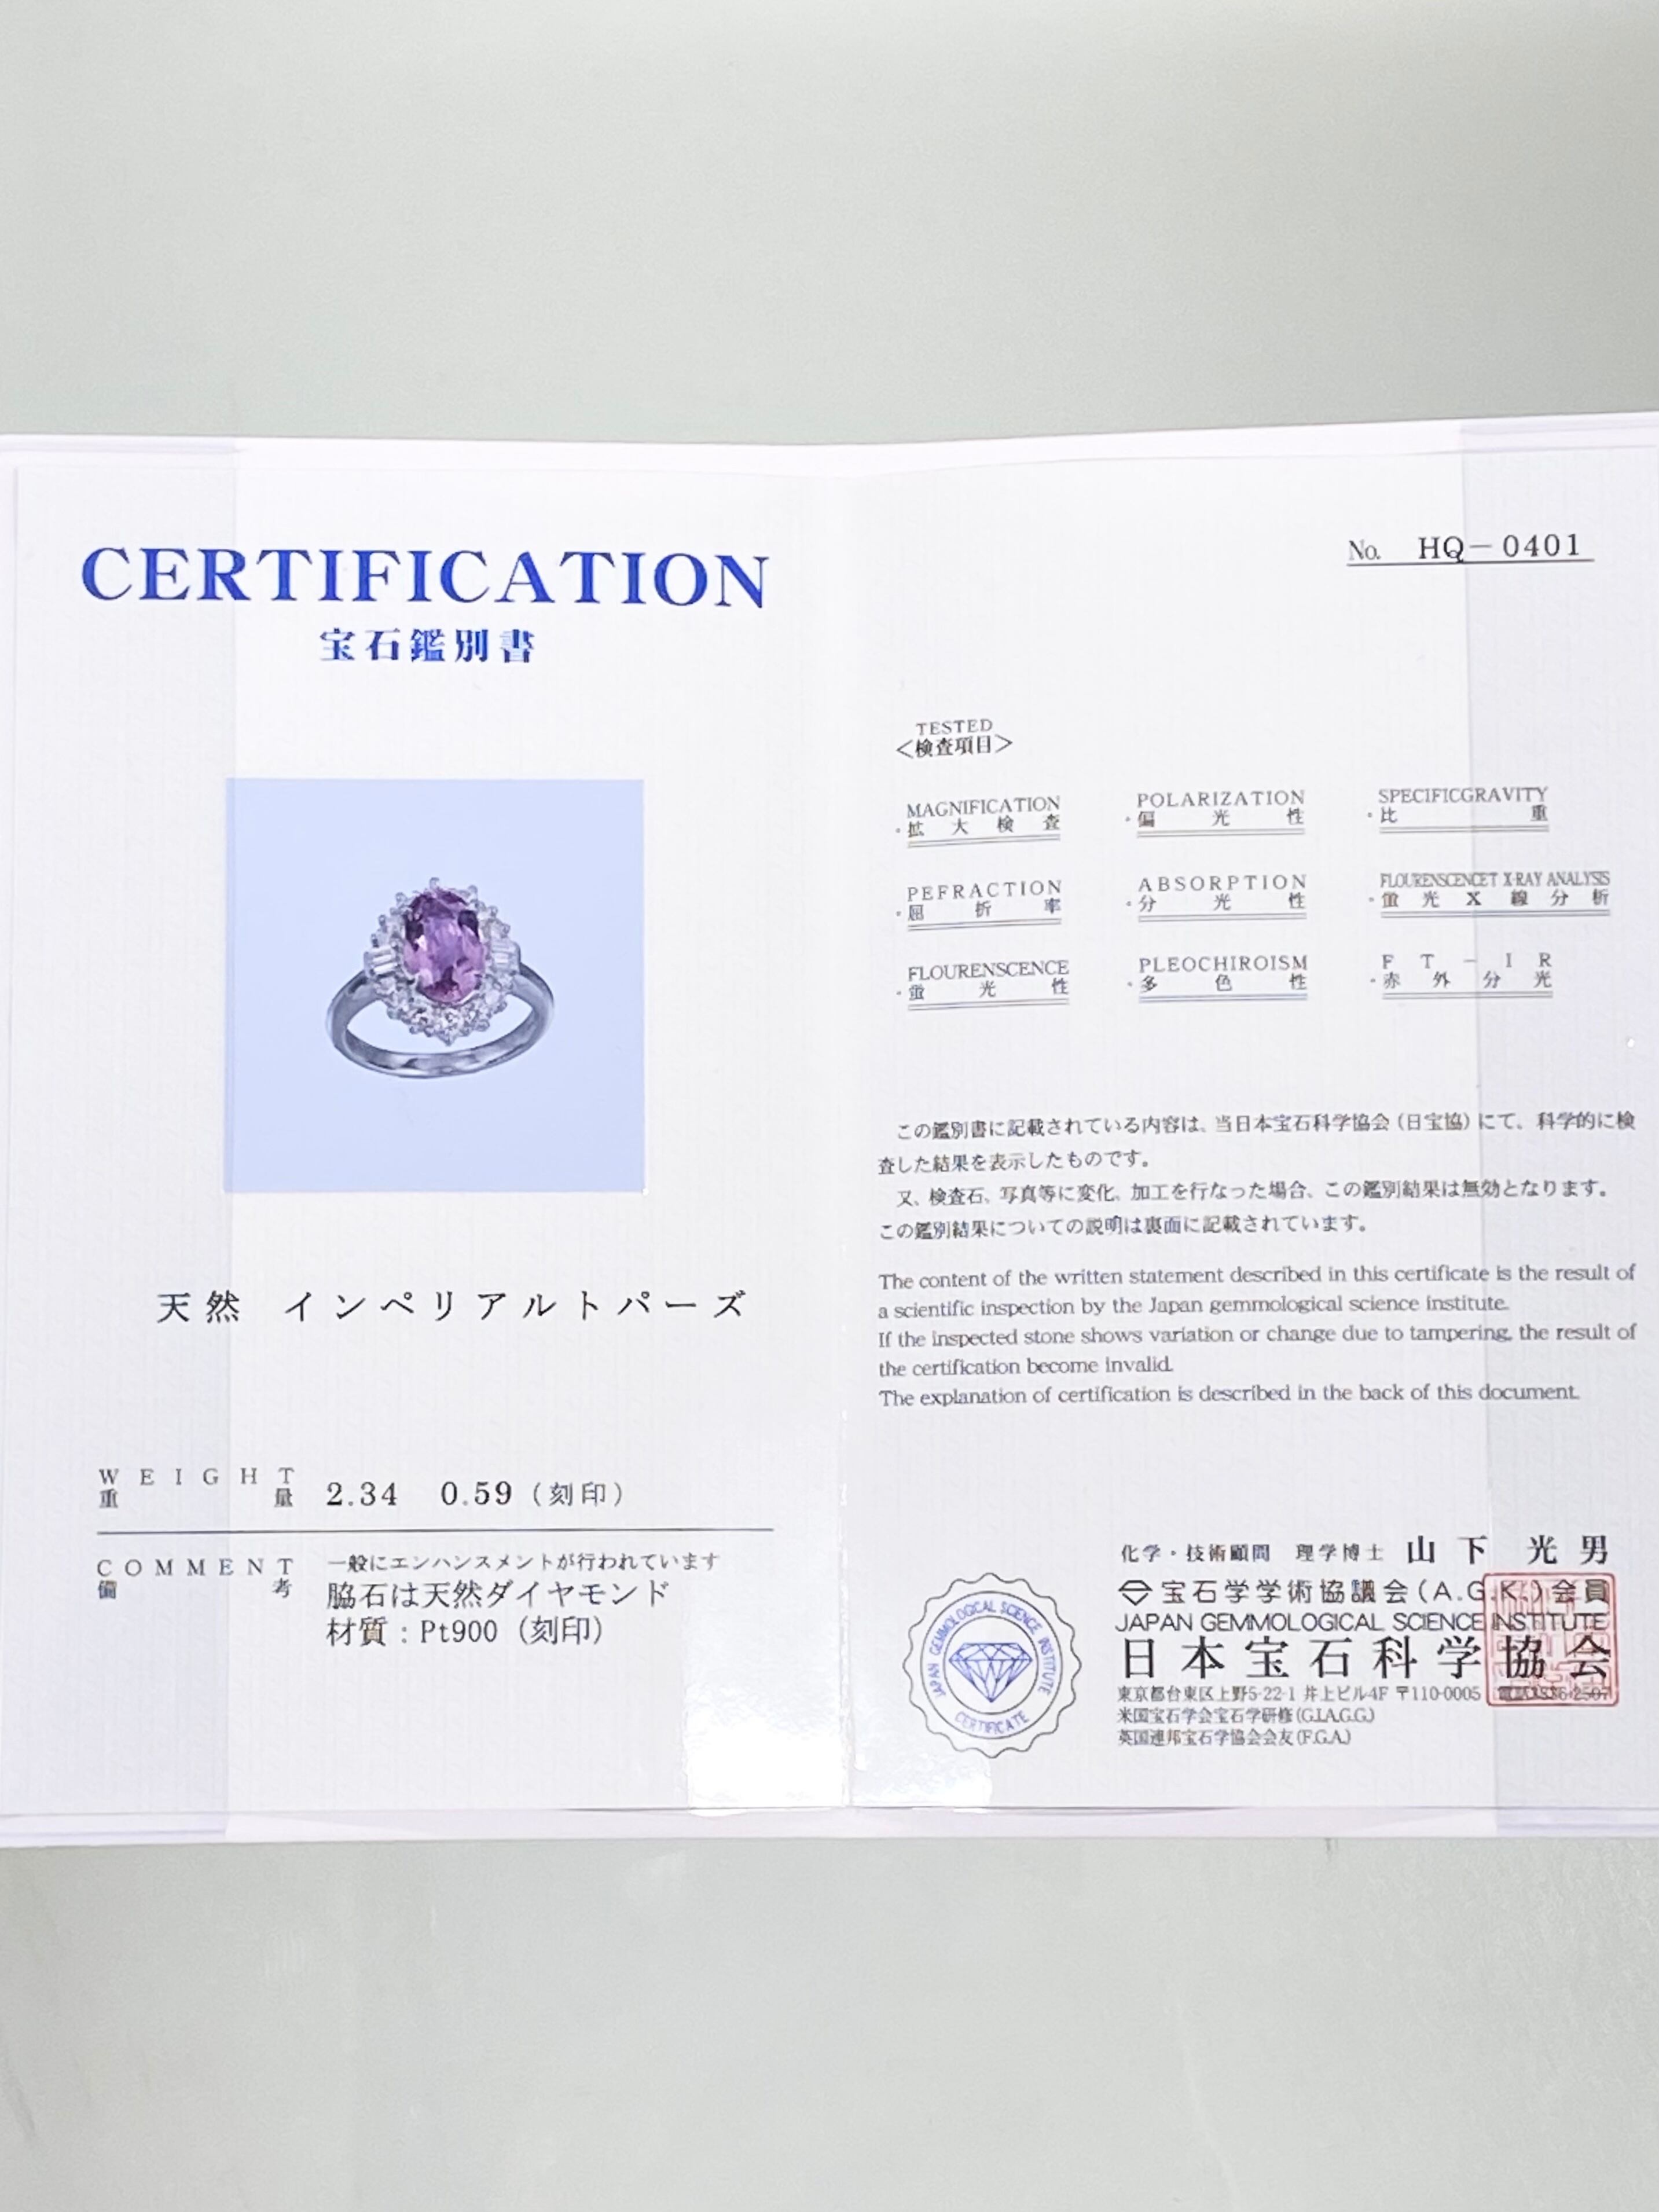 CERTIFICATION
宝石鑑別書
天然 インペリアルトパーズ
WEIGHT
重量
2.34 0.59 (刻印)
COMMENT
備考
一般にエンハンスメントが行われています
脇石は天然ダイヤモンド
材質：Pt900 (刻印)
No. HQ-0401
TESTED
<検査項目>
MAGNIFICATION
・拡大検査
POLARIZATION
・偏光性
SPECIFICGRAVITY
・比重
PEFRACTION
・屈折率
ABSORPTION
・分光性
FLOURENSCENCET X-RAY ANALYSIS
・蛍光X線分析
FLOURENSCENCE
・蛍光性
PLEOCHIROISM
・多色性
FT-IR
・赤外分光
この鑑別書に記載されている内容は、当日本宝石科学協会(日宝協)にて、科学的に検
査した結果を表示したものです。
又、検査石、写真等に変化、加工を行なった場合、この鑑別結果は無効となります。
この鑑別結果についての説明は裏面に記載されています。
The content of the written statement described in this certificate is the result of
a scientific inspection by the Japan gemmological science institute.
If the inspected stone shows variation or change due to tampering, the result of
the certification become invalid.
The explanation of certification is described in the back of this document.
JAPAN GEMMOLOGICAL SCIENCE INSTITUTE
CERTIFICATE
化学・技術顧問 理学博士 山下 光男
宝石学学術協議会(A.G.K.)会員
JAPAN GEMMOLOGICAL SCIENCE INSTITUTE
日本宝石科学協会
東京都台東区上野5-22-1 井上ビル4F 〒110-0005
米国宝石学会宝石学研修(G.I.A.G.G.)
英国連邦宝石学協会会友(F.G.A.)